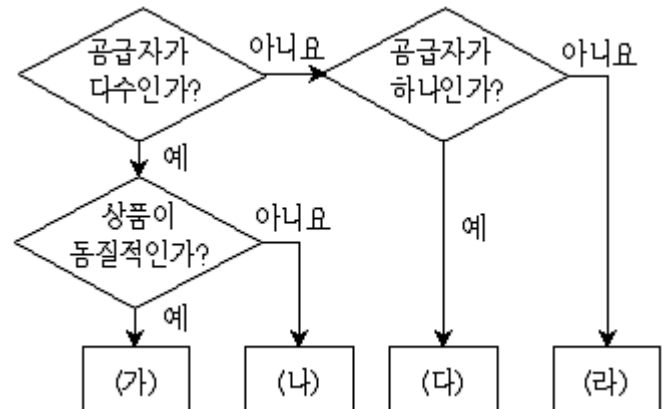 공급자가
다수인가?
아니요
공급자가
하나인가?
아니요
예
상품이
동질적인가?
아니요
예
예
(가)
(나)
(다)
(라)